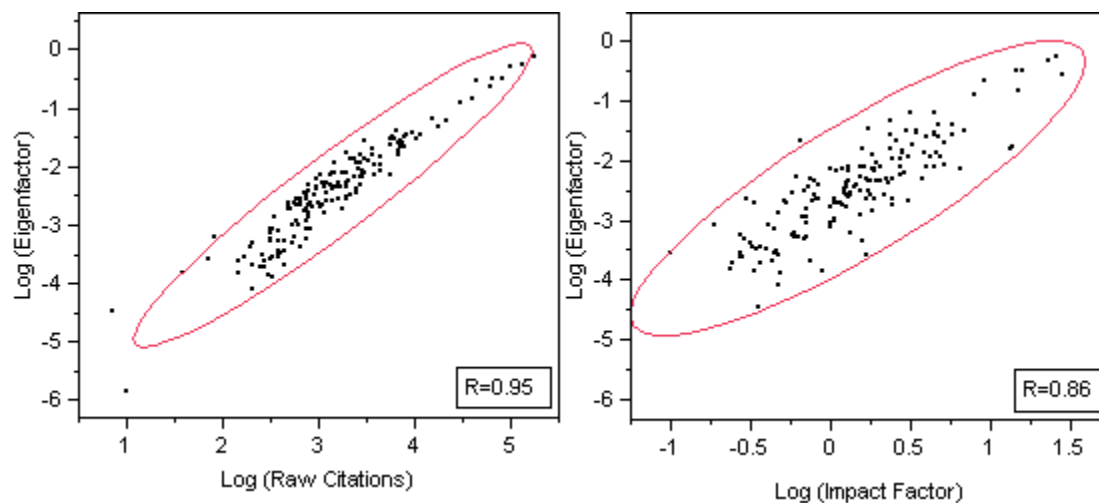 0
-1
-2
-3
-4
-5
-6
Log (Eigenfactor)
R=0.95
1 2 3 4 5
Log (Raw Citations)
0
-1
-2
-3
-4
-5
-6
Log (Eigenfactor)
R=0.86
-1 -0.5 0 0.5 1 1.5
Log (Impact Factor)